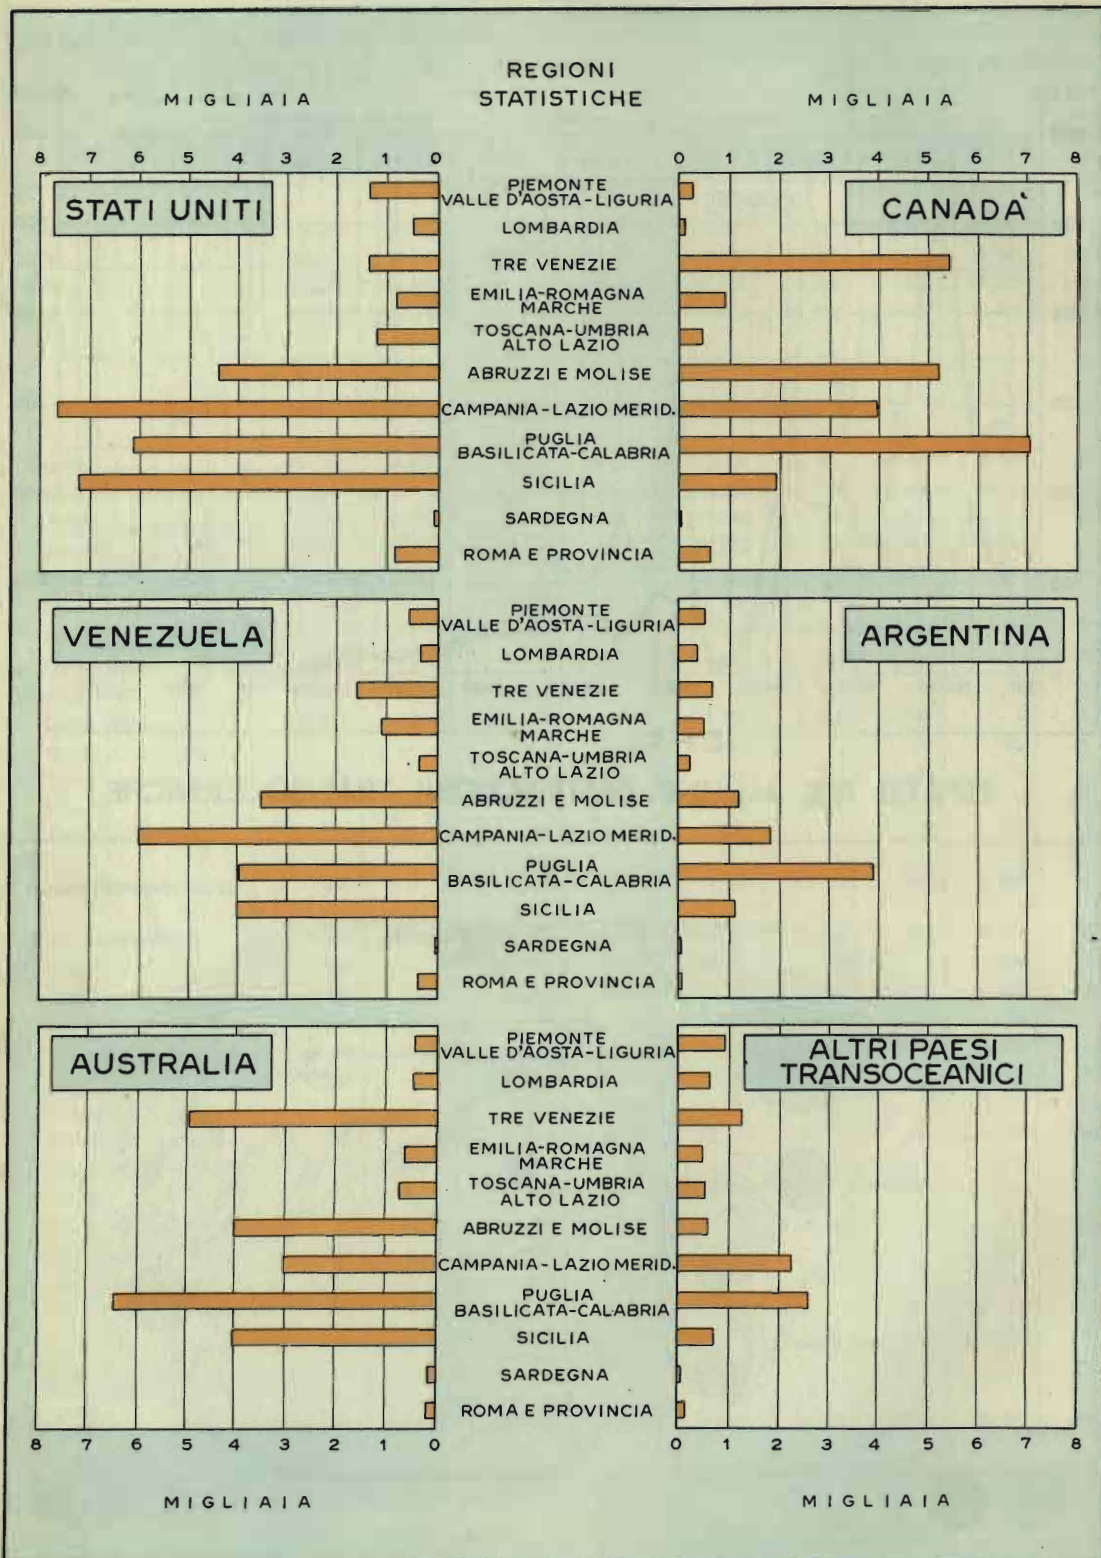 REGIONI
STATISTICHE
MIGLIAIA
MIGLIAIA
8 7 6 5 4 3 2 1 0
0 1 2 3 4 5 6 7 8
STATI UNITI
CANADÀ
PIEMONTE
VALLE D'AOSTA-LIGURIA
LOMBARDIA
TRE VENEZIE
EMILIA-ROMAGNA
MARCHE
TOSCANA-UMBRIA
ALTO LAZIO
ABRUZZI E MOLISE
CAMPANIA-LAZIO MERID.
PUGLIA
BASILICATA-CALABRIA
SICILIA
SARDEGNA
ROMA E PROVINCIA
VENEZUELA
ARGENTINA
PIEMONTE
VALLE D'AOSTA-LIGURIA
LOMBARDIA
TRE VENEZIE
EMILIA-ROMAGNA
MARCHE
TOSCANA-UMBRIA
ALTO LAZIO
ABRUZZI E MOLISE
CAMPANIA-LAZIO MERID.
PUGLIA
BASILICATA-CALABRIA
SICILIA
SARDEGNA
ROMA E PROVINCIA
AUSTRALIA
ALTRI PAESI
TRANSOCEANICI
PIEMONTE
VALLE D'AOSTA-LIGURIA
LOMBARDIA
TRE VENEZIE
EMILIA-ROMAGNA
MARCHE
TOSCANA-UMBRIA
ALTO LAZIO
ABRUZZI E MOLISE
CAMPANIA-LAZIO MERID.
PUGLIA
BASILICATA-CALABRIA
SICILIA
SARDEGNA
ROMA E PROVINCIA
8 7 6 5 4 3 2 1 0
0 1 2 3 4 5 6 7 8
MIGLIAIA
MIGLIAIA